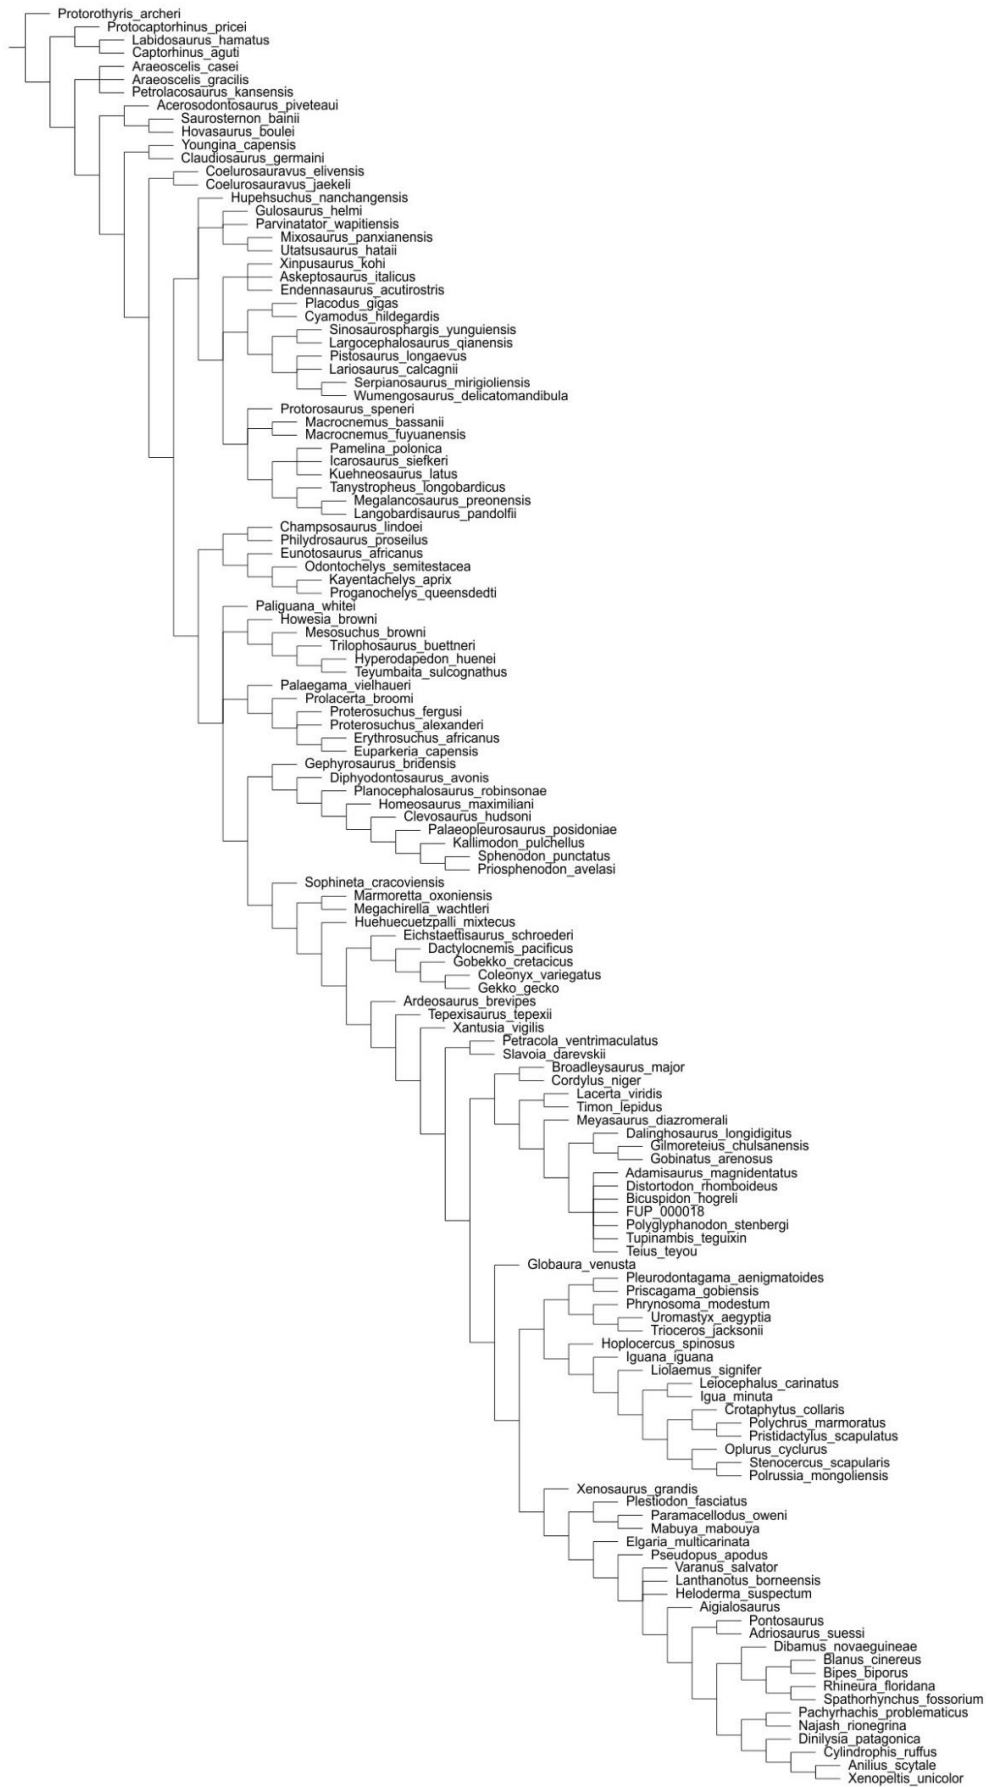 Protorothyris_archeri
Protocaptorhinus_pricei
Labidosaurus_hamatus
Captorhinus_aguti
Araeoscelis_casei
Araeoscelis_gracilis
Petrolacosaurus_kansensis
Acerosodontosaurus_piveteaui
Saurosternon_bainii
Hovasaurus_boulei
Youngina_capensis
Claudiosaurus_germaini
Coelurosauravus_elivensis
Coelurosauravus_jaekeli
Hupehsuchus_nanchangensis
Gulosaurus_helmi
Parvinatator_wapitiensis
Mixosaurus_panxianensis
Utatsusaurus_hataii
Xinpusaurus_kohi
Askeptosaurus_italicus
Endennasaurus_acutirostris
Placodus_gigas
Cyamodus_hildegardis
Sinosaurosphargis_yunguiensis
Largocephalosaurus_qianensis
Pistosaurus_longaevus
Lariosaurus_calcagnii
Serpianosaurus_mirigioliensis
Wumengosaurus_delicatomandibula
Protorosaurus_speneri
Macrocnemus_bassanii
Macrocnemus_fuyuanensis
Pamelina_polonica
Icarosaurus_siefkeri
Kuehneosaurus_latus
Tanystropheus_longobardicus
Megalancosaurus_preonensis
Langobardisaurus_pandolfii
Champsosaurus_lindoei
Philydrosaurus_proseilus
Eunotosaurus_africanus
Odontochelys_semitestacea
Kayentachelys_aprix
Proganochelys_queensdedti
Paliguana_whitei
Howesia_browni
Mesosuchus_browni
Trilophosaurus_buettneri
Hyperodapedon_huenei
Teyumbaita_sulcognathus
Palaegama_vielhaueri
Prolacerta_broomi
Proterosuchus_fergusi
Proterosuchus_alexanderi
Erythrosuchus_africanus
Euparkeria_capensis
Gephyrosaurus_bridensis
Diphyodontosaurus_avonis
Planocephalosaurus_robinsonae
Homeosaurus_maximiliani
Clevosaurus_hudsoni
Palaeopleurosaurus_posidoniae
Kallimodon_pulchellus
Sphenodon_punctatus
Priosphenodon_avelasi
Sophineta_cracoviensis
Marmoretta_oxoniensis
Megachirella_wachtleri
Huehuecuetzpalli_mixtecus
Eichstaettisaurus_schroederi
Dactylocnemis_pacificus
Gobekko_cretacicus
Coleonyx_variegatus
Gekko_gecko
Ardeosaurus_brevipes
Tepexisaurus_tepexii
Xantusia_vigilis
Petracola_ventrimaculatus
Slavoia_darevskii
Broadleysaurus_major
Cordylus_niger
Lacerta_viridis
Timon_lepidus
Meyasaurus_diazromerali
Dalinghosaurus_longidigitus
Gilmoreteius_chulsanensis
Gobinatus_arenosus
Adamisaurus_magnidentatus
Distortodon_rhomboideus
Bicuspidon_hogreli
FUP_000018
Polyglyphanodon_stenbergi
Tupinambis_teguixin
Teius_teyou
Globaura_venusta
Pleurodontagama_aenigmatoides
Priscagama_gobiensis
Phrynosoma_modestum
Uromastyx_aegyptia
Trioceros_jacksonii
Hoplocercus_spinosus
Iguana_iguana
Liolaemus_signifer
Leiocephalus_carinatus
Igua_minuta
Crotaphytus_collaris
Polychrus_marmoratus
Pristidactylus_scapulatus
Oplurus_cyclurus
Stenocercus_scapularis
Polrussia_mongoliensis
Xenosaurus_grandis
Plestiodon_fasciatus
Paramacellodus_oweni
Mabuya_mabouya
Elgaria_multicarinata
Pseudopus_apodus
Varanus_salvator
Lanthanotus_borneensis
Heloderma_suspectum
Aigialosaurus
Pontosaurus
Adriosaurus_suessi
Dibamus_novaeguineae
Blanus_cinereus
Bipes_biporus
Rhineura_floridana
Spathorhynchus_fossorium
Pachyrhachis_problematicus
Najash_rionegrina
Dinilysia_patagonica
Cylindrophis_ruffus
Anilius_scytale
Xenopeltis_unicolor